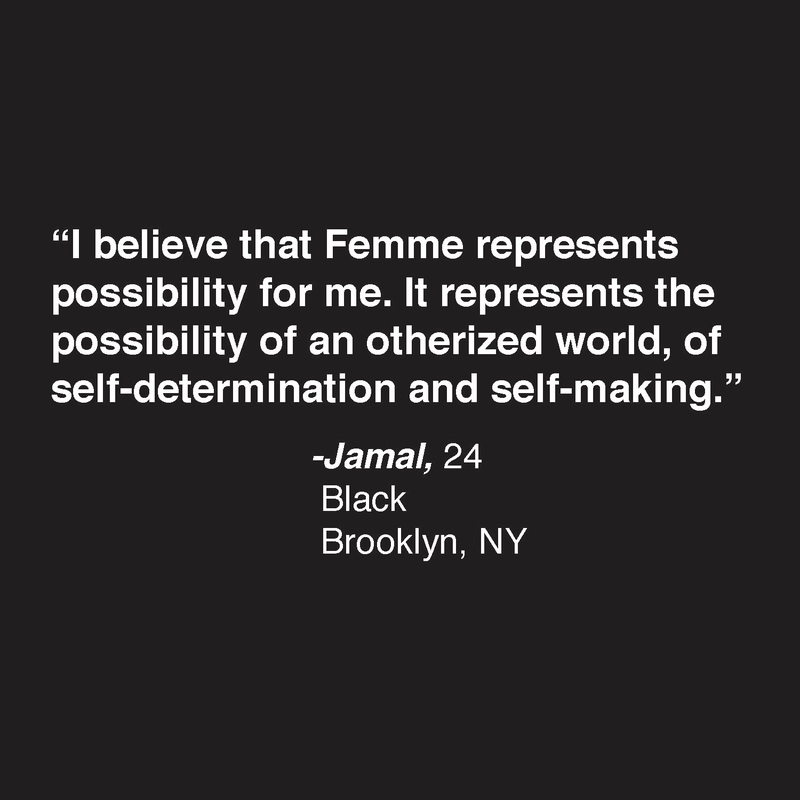 “I believe that Femme represents
possibility for me. It represents the
possibility of an otherized world, of
self-determination and self-making.”
-Jamal, 24
Black
Brooklyn, NY